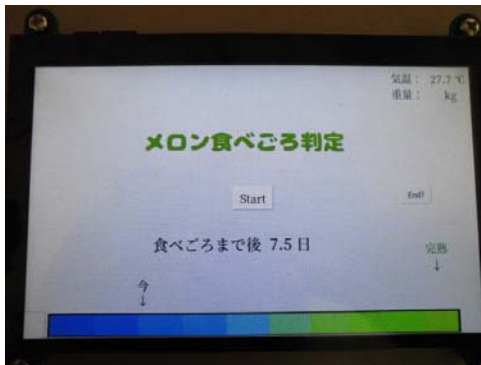 気温： 27.7 ℃
重量： kg
メロン食べごろ判定
Start
End?
食べごろまで後 7.5 日
完熟
↓
今
↓